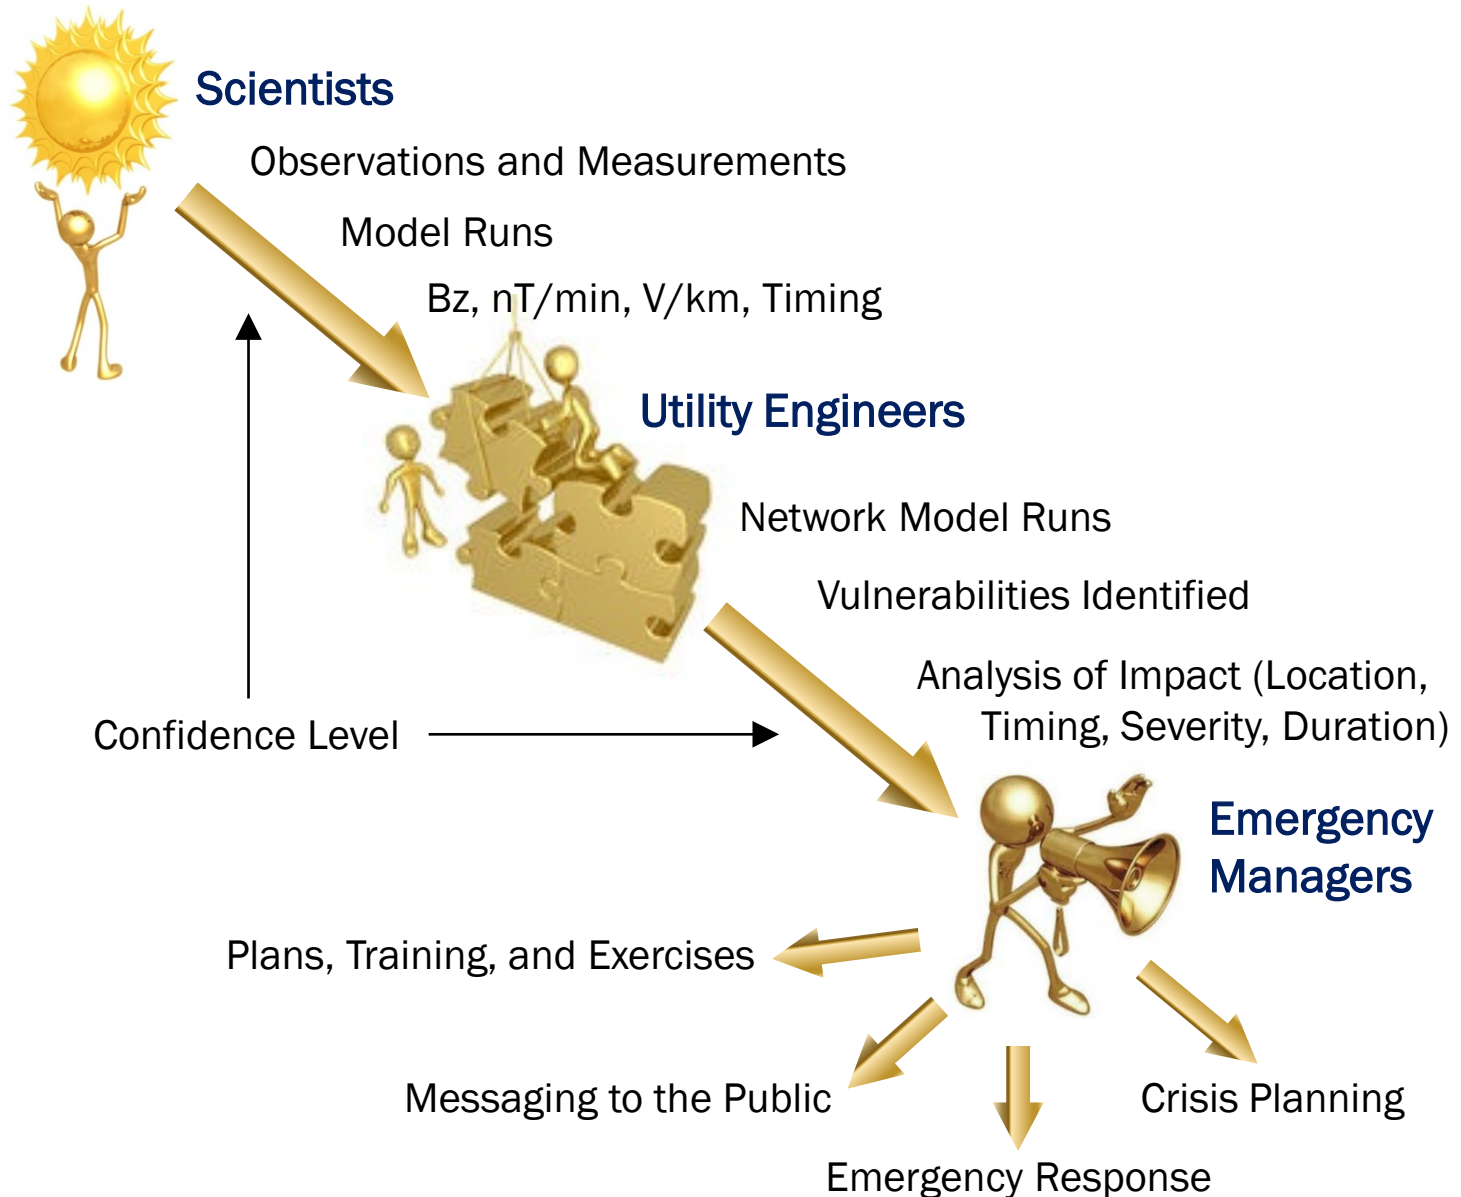 Scientists
Observations and Measurements
Model Runs
Bz, nT/min, V/km, Timing
Utility Engineers
Network Model Runs
Vulnerabilities Identified
Analysis of Impact (Location,
Timing, Severity, Duration)
Confidence Level
Emergency
Managers
Plans, Training, and Exercises
Messaging to the Public
Crisis Planning
Emergency Response